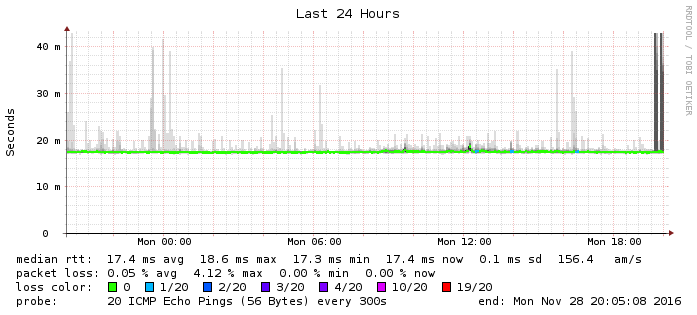 Last 24 Hours
RRDTOOL / TOBI OETIKER
Seconds
40 m
30 m
20 m
10 m
0
Mon 00:00 Mon 06:00 Mon 12:00 Mon 18:00
median rtt: 17.4 ms avg 18.6 ms max 17.3 ms min 17.4 ms now 0.1 ms sd 156.4 am/s
packet loss: 0.05 % avg 4.12 % max 0.00 % min 0.00 % now
loss color: 0 1/20 2/20 3/20 4/20 10/20 19/20
probe: 20 ICMP Echo Pings (56 Bytes) every 300s end: Mon Nov 28 20:05:08 2016